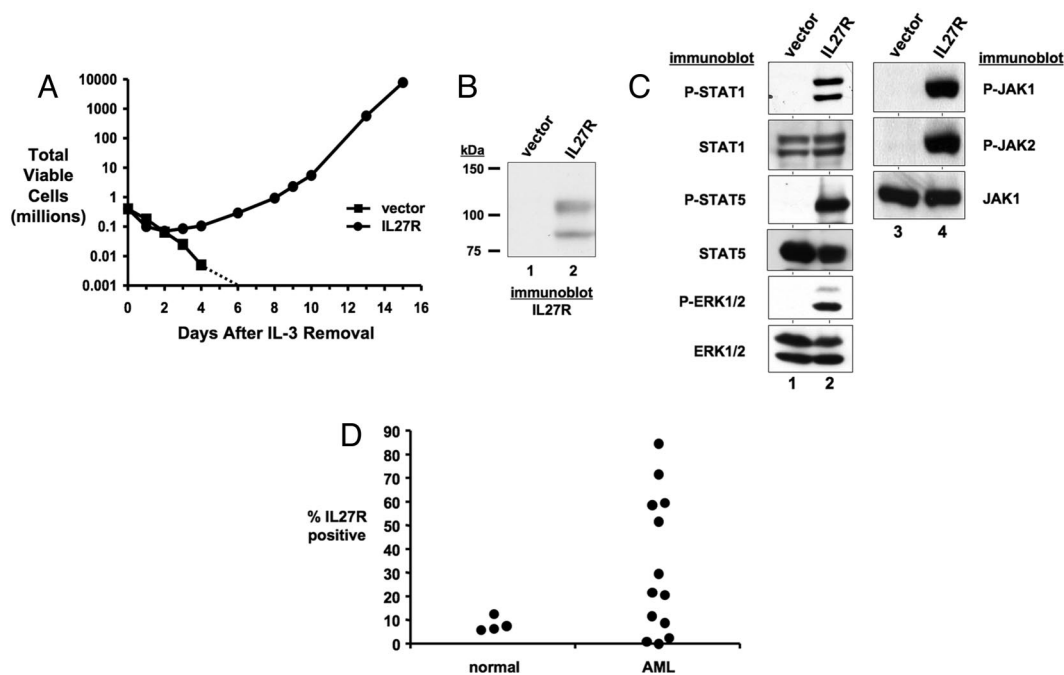 A
Total
Viable
Cells
(millions)
10000
1000
100
10
1
0.1
0.01
0.001
vector
IL27R
0 2 4 6 8 10 12 14 16
Days After IL-3 Removal
B
vector
IL27R
kDa
150
100
75
1 2
immunoblot
IL27R
C
immunoblot
vector
IL27R
P-STAT1
STAT1
P-STAT5
STAT5
P-ERK1/2
ERK1/2
1 2
vector
IL27R
immunoblot
P-JAK1
P-JAK2
JAK1
3 4
D
% IL27R
positive
90
80
70
60
50
40
30
20
10
0
normal AML